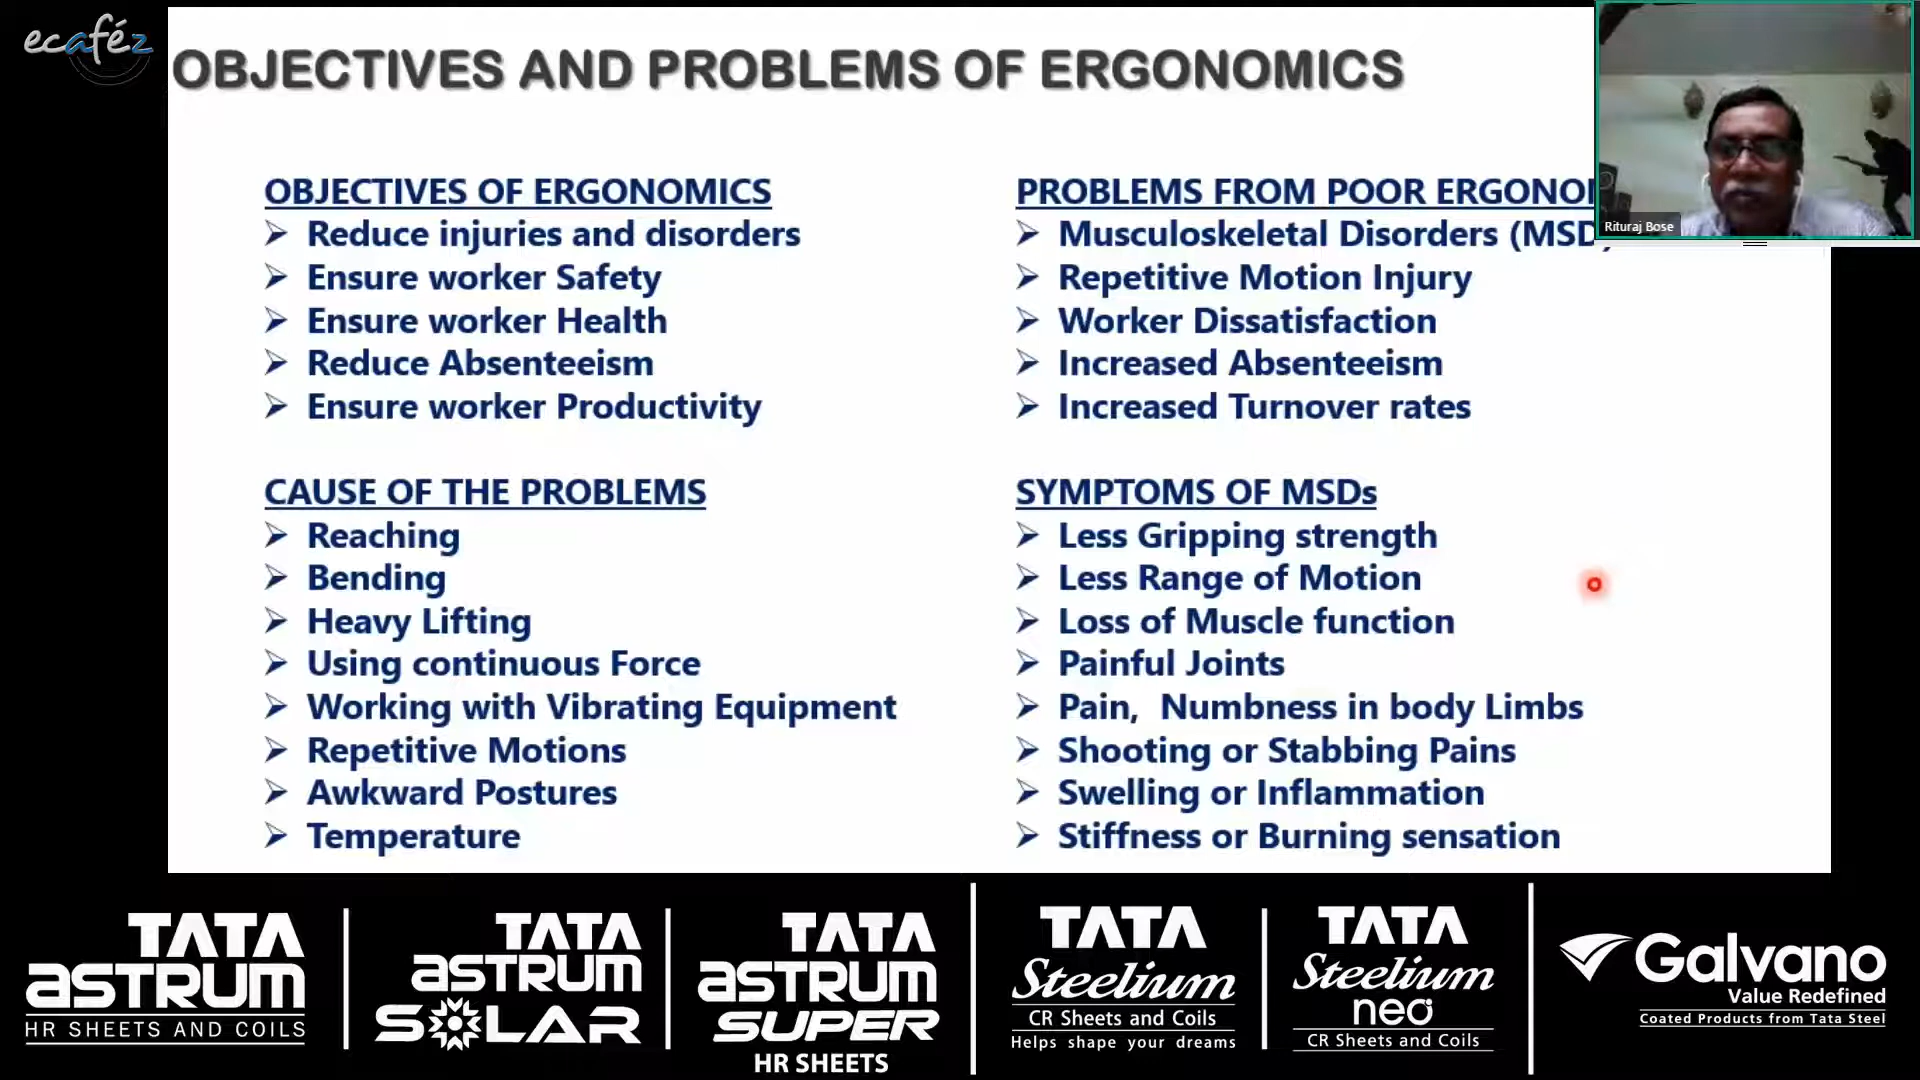 ecaféz
OBJECTIVES AND PROBLEMS OF ERGONOMICS
OBJECTIVES OF ERGONOMICS
Reduce injuries and disorders
Ensure worker Safety
Ensure worker Health
Reduce Absenteeism
Ensure worker Productivity
PROBLEMS FROM POOR
Musculoskeletal Disorders
Repetitive Motion Injury
Worker Dissatisfaction
Increased Absenteeism
Increased Turnover rates
CAUSE OF THE PROBLEMS
Reaching
Bending
Heavy Lifting
Using continuous Force
Working with Vibrating Equipment
Repetitive Motions
Awkward Postures
Temperature
SYMPTOMS OF MSDs
Less Gripping strength
Less Range of Motion
Loss of Muscle function
Painful Joints
Pain, Numbness in body Limbs
Shooting or Stabbing Pains
Swelling or Inflammation
Stiffness or Burning sensation
Rituraj Bose
TATA
ASTRUM
HR SHEETS AND COILS
TATA
ASTRUM
SOLAR
TATA
ASTRUM
SUPER
HR SHEETS
TATA
Steelium
CR Sheets and Coils
Helps shape your dreams
TATA
Steelium
neo
CR Sheets and Coils
Galvano
Value Redefined
Coated Products from Tata Steel